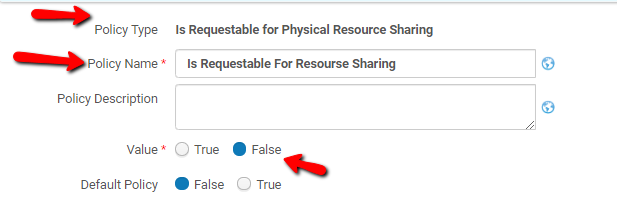 Policy Type Is Requestable for Physical Resource Sharing
Policy Name * Is Requestable For Resourse Sharing
Policy Description
Value * True False
Default Policy False True